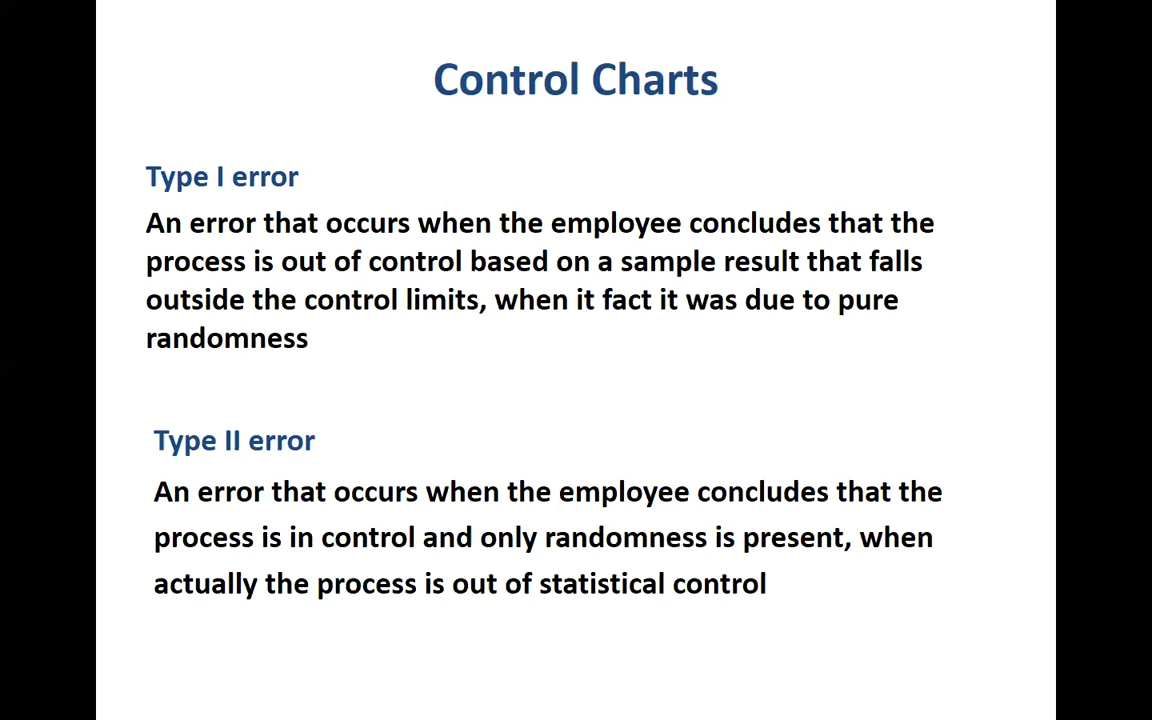 Control Charts
Type I error
An error that occurs when the employee concludes that the
process is out of control based on a sample result that falls
outside the control limits, when it fact it was due to pure
randomness
Type II error
An error that occurs when the employee concludes that the
process is in control and only randomness is present, when
actually the process is out of statistical control